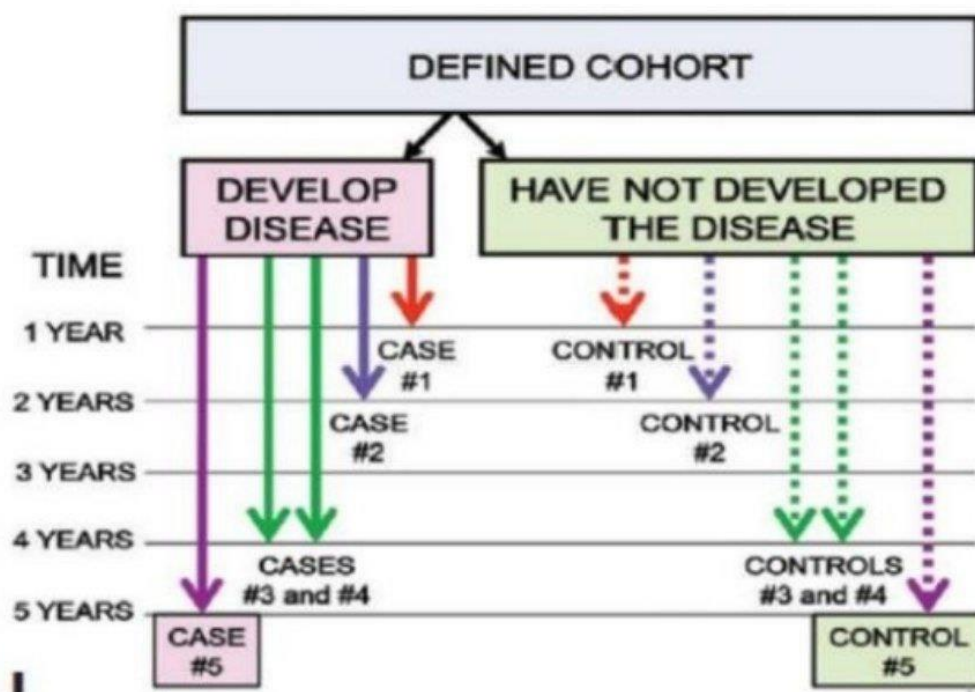 DEFINED COHORT
DEVELOP
DISEASE
HAVE NOT DEVELOPED
THE DISEASE
TIME
1 YEAR
CASE
#1
CONTROL
#1
2 YEARS
CASE
#2
CONTROL
#2
3 YEARS
4 YEARS
CASES
#3 and #4
CONTROLS
#3 and #4
5 YEARS
CASE
#5
CONTROL
#5